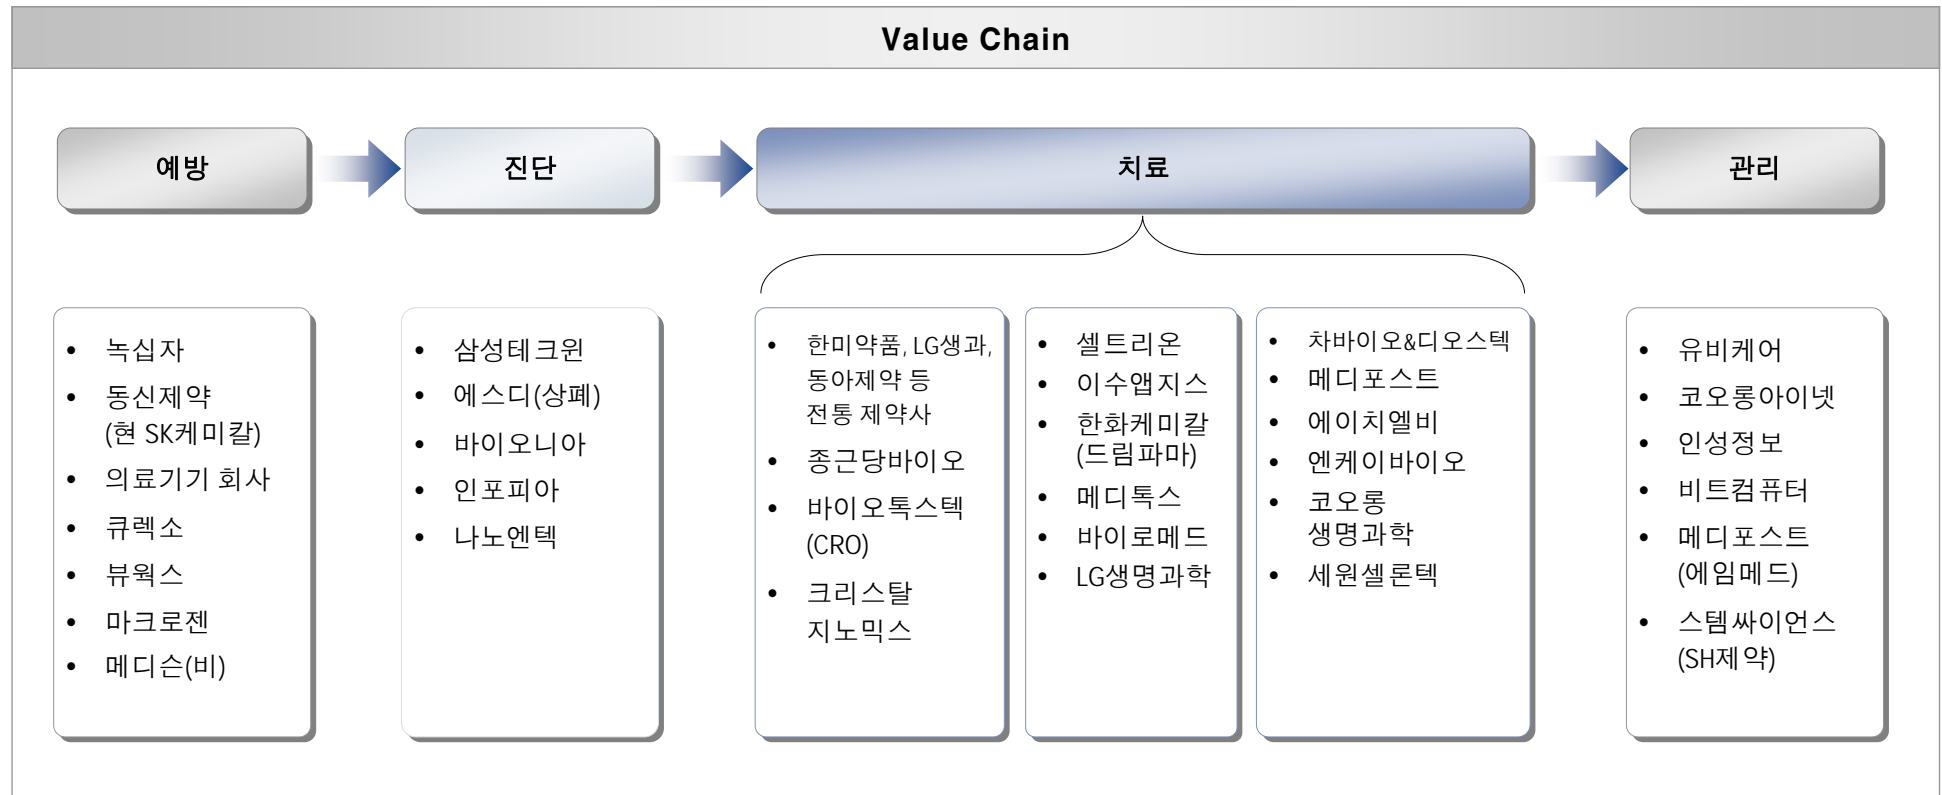 Value Chain
예방
진단
치료
관리
• 녹십자
• 동신제약
(현 SK케미칼)
• 의료기기 회사
• 큐렉소
• 뷰웍스
• 마크로젠
• 메디슨(비)
• 삼성테크윈
• 에스디(상폐)
• 바이오니아
• 인포피아
• 나노엔텍
• 한미약품, LG생과,
동아제약 등
전통 제약사
• 종근당바이오
• 바이오톡스텍
(CRO)
• 크리스탈
지노믹스
• 셀트리온
• 이수앱지스
• 한화케미칼
(드림파마)
• 메디톡스
• 바이로메드
• LG생명과학
• 차바이오&디오스텍
• 메디포스트
• 에이치엘비
• 엔케이바이오
• 코오롱
생명과학
• 세원셀론텍
• 유비케어
• 코오롱아이넷
• 인성정보
• 비트컴퓨터
• 메디포스트
(에임메드)
• 스템싸이언스
(SH제약)